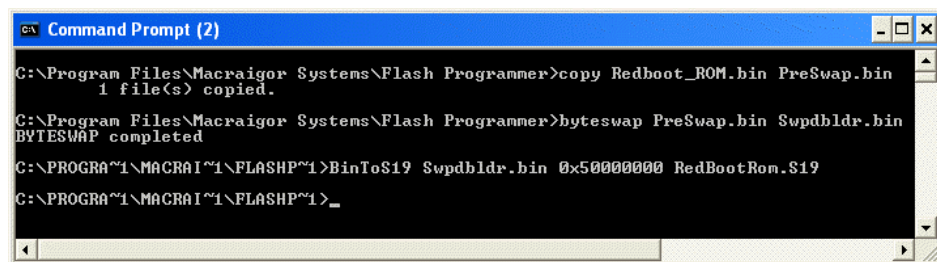 Command Prompt (2)
C:\Program Files\Macraigor Systems\Flash Programmer>copy Redboot_ROM.bin PreSwap.bin
1 file(s) copied.
C:\Program Files\Macraigor Systems\Flash Programmer>byteswap PreSwap.bin Swpdbldr.bin
BYTESWAP completed
C:\PROGRA~1\MACRAI~1\FLASHP~1>BinToS19 Swpdbldr.bin 0x50000000 RedBootRom.S19
C:\PROGRA~1\MACRAI~1\FLASHP~1>_